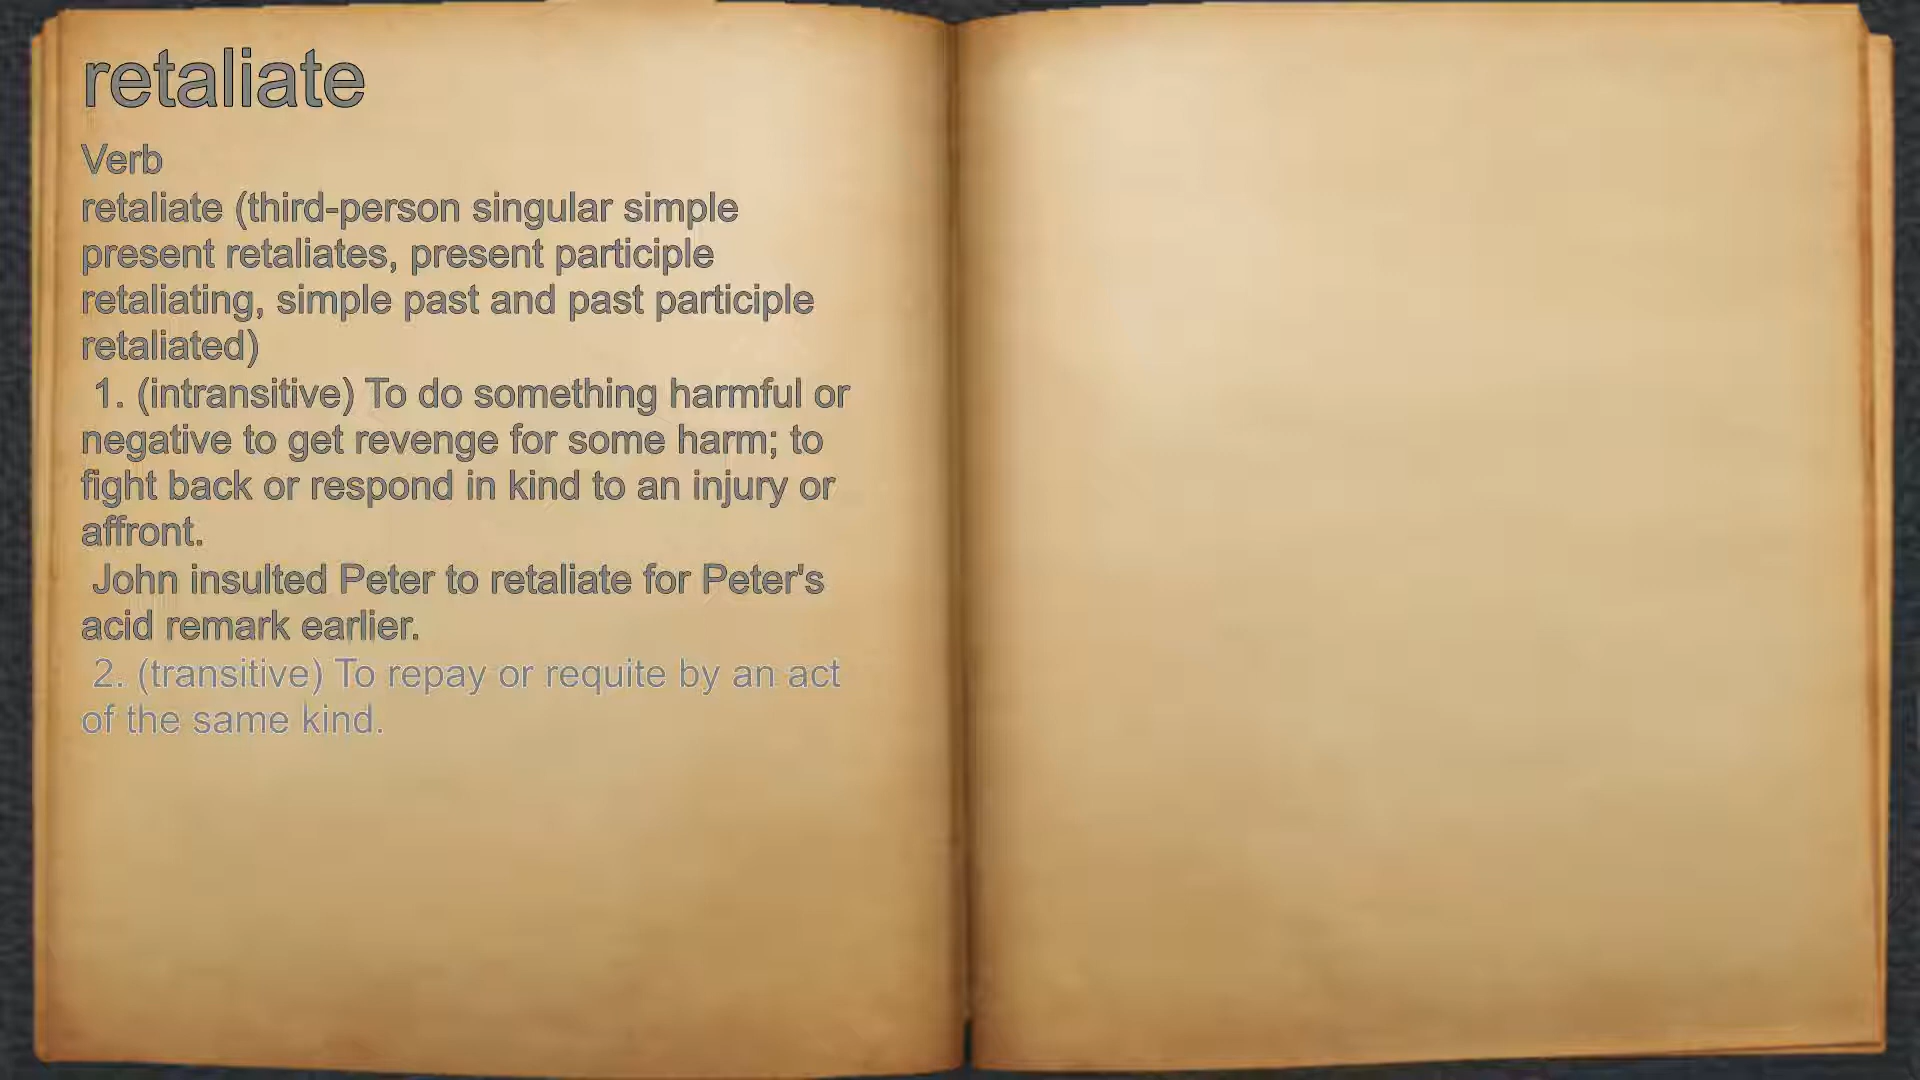 retaliate
Verb
retaliate (third-person singular simple
present retaliates, present participle
retaliating, simple past and past participle
retaliated)
1. (intransitive) To do something harmful or
negative to get revenge for some harm; to
fight back or respond in kind to an injury or
affront.
John insulted Peter to retaliate for Peter's
acid remark earlier.
2. (transitive) To repay or requite by an act
of the same kind.